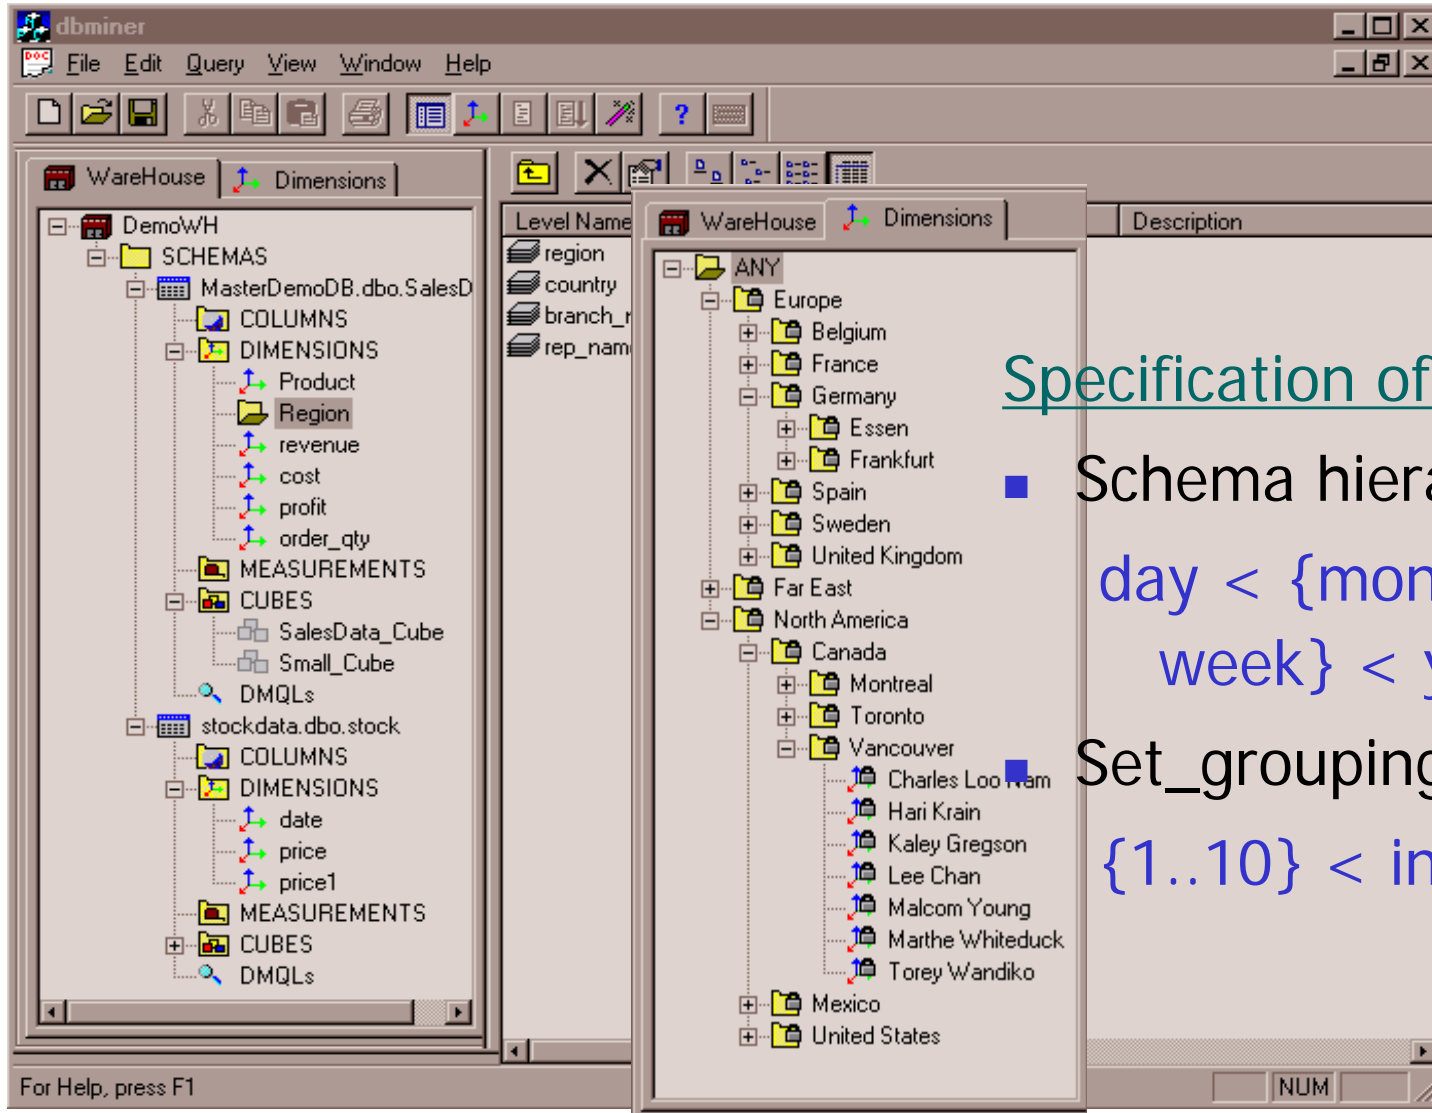 dbminer
File Edit Query View Window Help
WareHouse Dimensions
DemoWH
SCHEMAS
MasterDemoDB.dbo.SalesD
COLUMNS
DIMENSIONS
Product
Region
revenue
cost
profit
order_qty
MEASUREMENTS
CUBES
SalesData_Cube
Small_Cube
DMQLs
stockdata.dbo.stock
COLUMNS
DIMENSIONS
date
price
price1
MEASUREMENTS
CUBES
DMQLs
Level Name
Description
region
country
branch_r
rep_nam
WareHouse Dimensions
ANY
Europe
Belgium
France
Germany
Essen
Frankfurt
Spain
Sweden
United Kingdom
Far East
North America
Canada
Montreal
Toronto
Vancouver
Charles Loo Nam
Hari Krain
Kaley Gregson
Lee Chan
Malcom Young
Marthe Whiteduck
Torey Wandiko
Mexico
United States
Specification of
Schema hiera
day < {mon
week} < y
Set_grouping
{1..10} < in
For Help, press F1
NUM